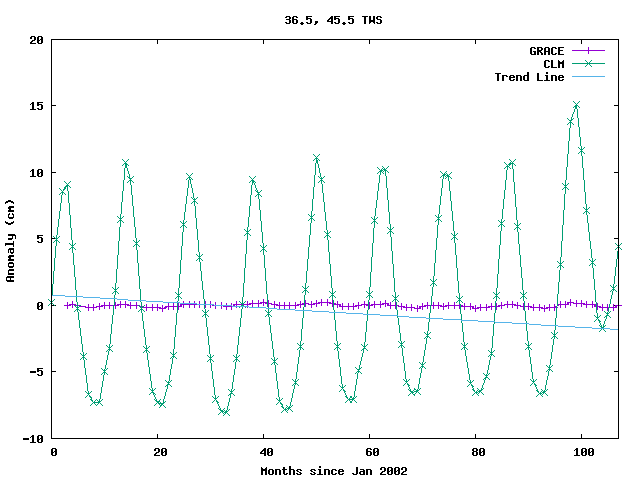 36.5, 45.5 TWS
GRACE
CLM
Trend Line
20
15
10
5
0
-5
-10
Anomaly (cm)
0 20 40 60 80 100
Months since Jan 2002